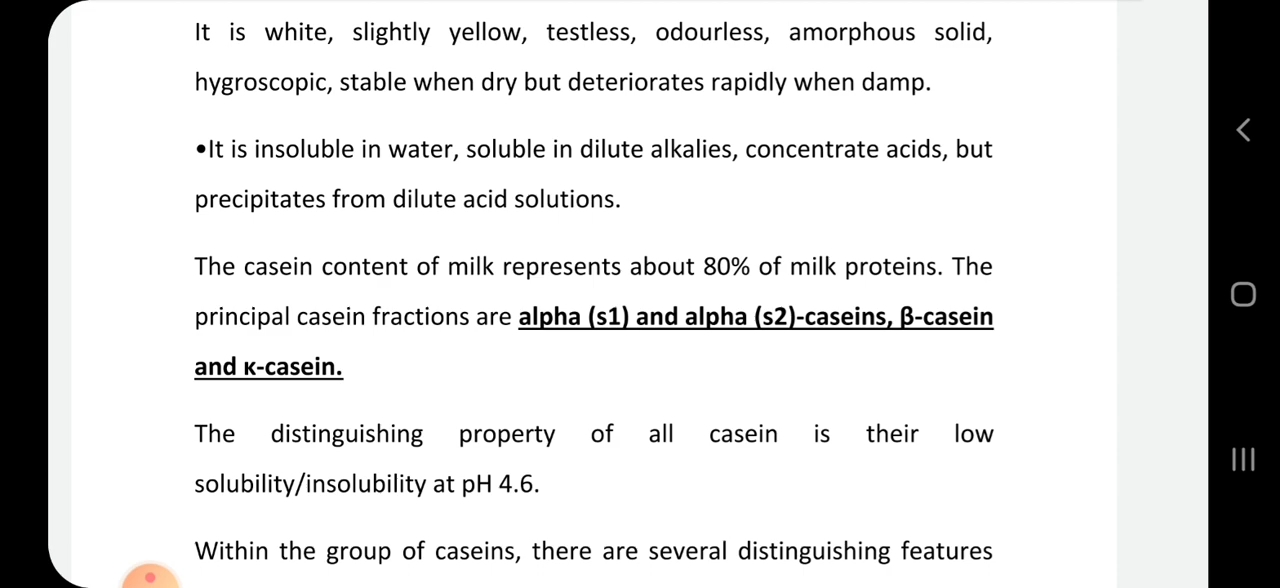 It is white, slightly yellow, testless, odourless, amorphous solid,
hygroscopic, stable when dry but deteriorates rapidly when damp.
•It is insoluble in water, soluble in dilute alkalies, concentrate acids, but
precipitates from dilute acid solutions.
The casein content of milk represents about 80% of milk proteins. The
principal casein fractions are alpha (s1) and alpha (s2)-caseins, β-casein
and κ-casein.
The distinguishing property of all casein is their low
solubility/insolubility at pH 4.6.
Within the group of caseins, there are several distinguishing features